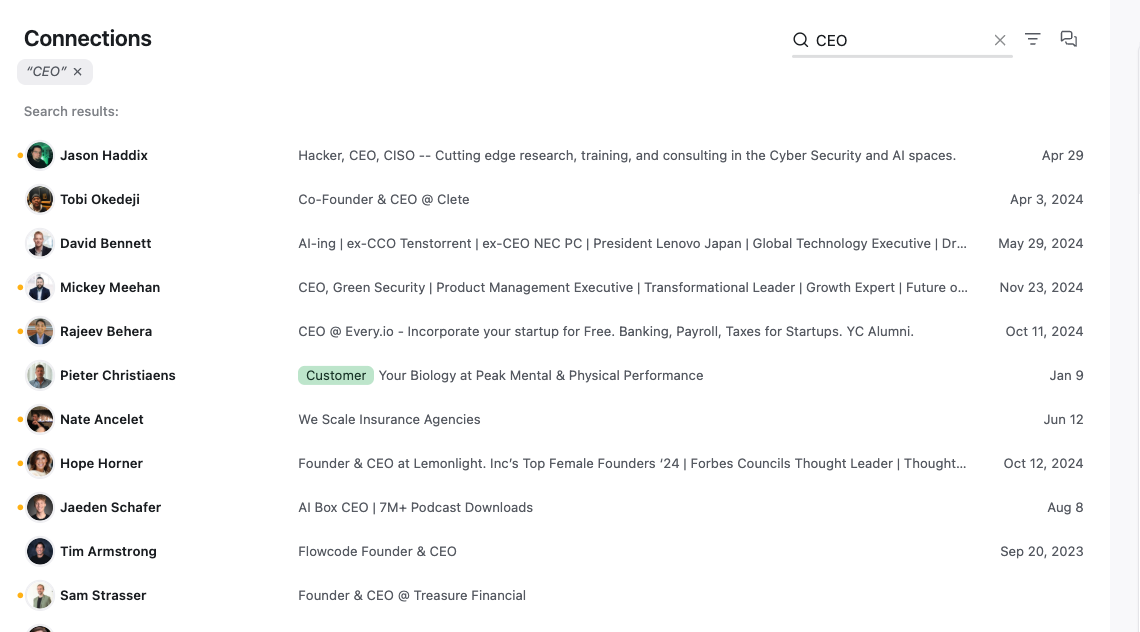 Connections
CEO
“CEO” ×
Search results:
Jason Haddix Hacker, CEO, CISO -- Cutting edge research, training, and consulting in the Cyber Security and AI spaces. Apr 29
Tobi Okedeji Co-Founder & CEO @ Clete Apr 3, 2024
David Bennett AI-ing | ex-CCO Tenstorrent | ex-CEO NEC PC | President Lenovo Japan | Global Technology Executive | Dr... May 29, 2024
Mickey Meehan CEO, Green Security | Product Management Executive | Transformational Leader | Growth Expert | Future o... Nov 23, 2024
Rajeev Behera CEO @ Every.io - Incorporate your startup for Free. Banking, Payroll, Taxes for Startups. YC Alumni. Oct 11, 2024
Pieter Christiaens Customer Your Biology at Peak Mental & Physical Performance Jan 9
Nate Ancelet We Scale Insurance Agencies Jun 12
Hope Horner Founder & CEO at Lemonlight. Inc’s Top Female Founders ‘24 | Forbes Councils Thought Leader | Thought... Oct 12, 2024
Jaeden Schafer AI Box CEO | 7M+ Podcast Downloads Aug 8
Tim Armstrong Flowcode Founder & CEO Sep 20, 2023
Sam Strasser Founder & CEO @ Treasure Financial